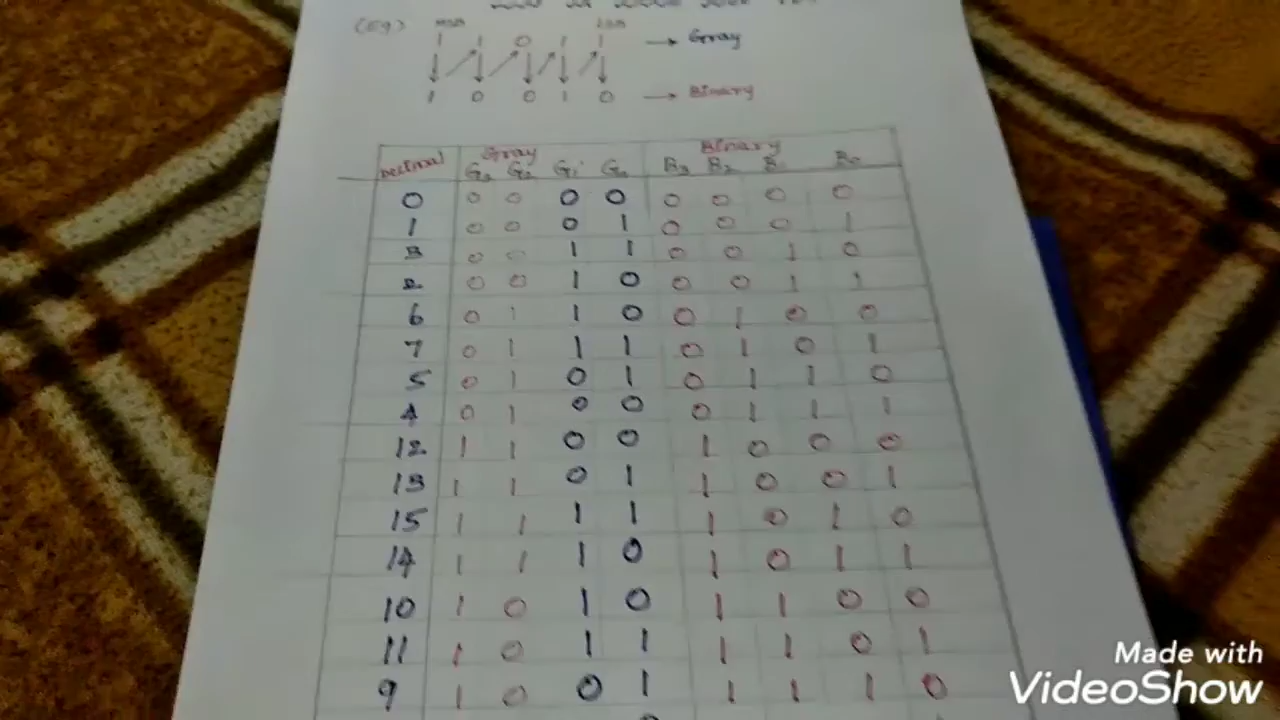 (Eg) MSB LSB
1 1 0 1 1 → Gray
1 0 0 1 0 → Binary
Decimal Gray Binary
G3 G2 G1 G0 B3 B2 B1 B0
0 0 0 0 0 0 0 0 0
1 0 0 0 1 0 0 0 1
3 0 0 1 1 0 0 1 0
2 0 0 1 0 0 0 1 1
6 0 1 1 0 0 1 0 0
7 0 1 1 1 0 1 0 1
5 0 1 0 1 0 1 1 0
4 0 1 0 0 0 1 1 1
12 1 1 0 0 1 0 0 0
13 1 1 0 1 1 0 0 1
15 1 1 1 1 1 0 1 0
14 1 1 1 0 1 0 1 1
10 1 0 1 0 1 1 0 0
11 1 0 1 1 1 1 0 1
9 1 0 0 1 1 1 1 0
Made with
VideoShow